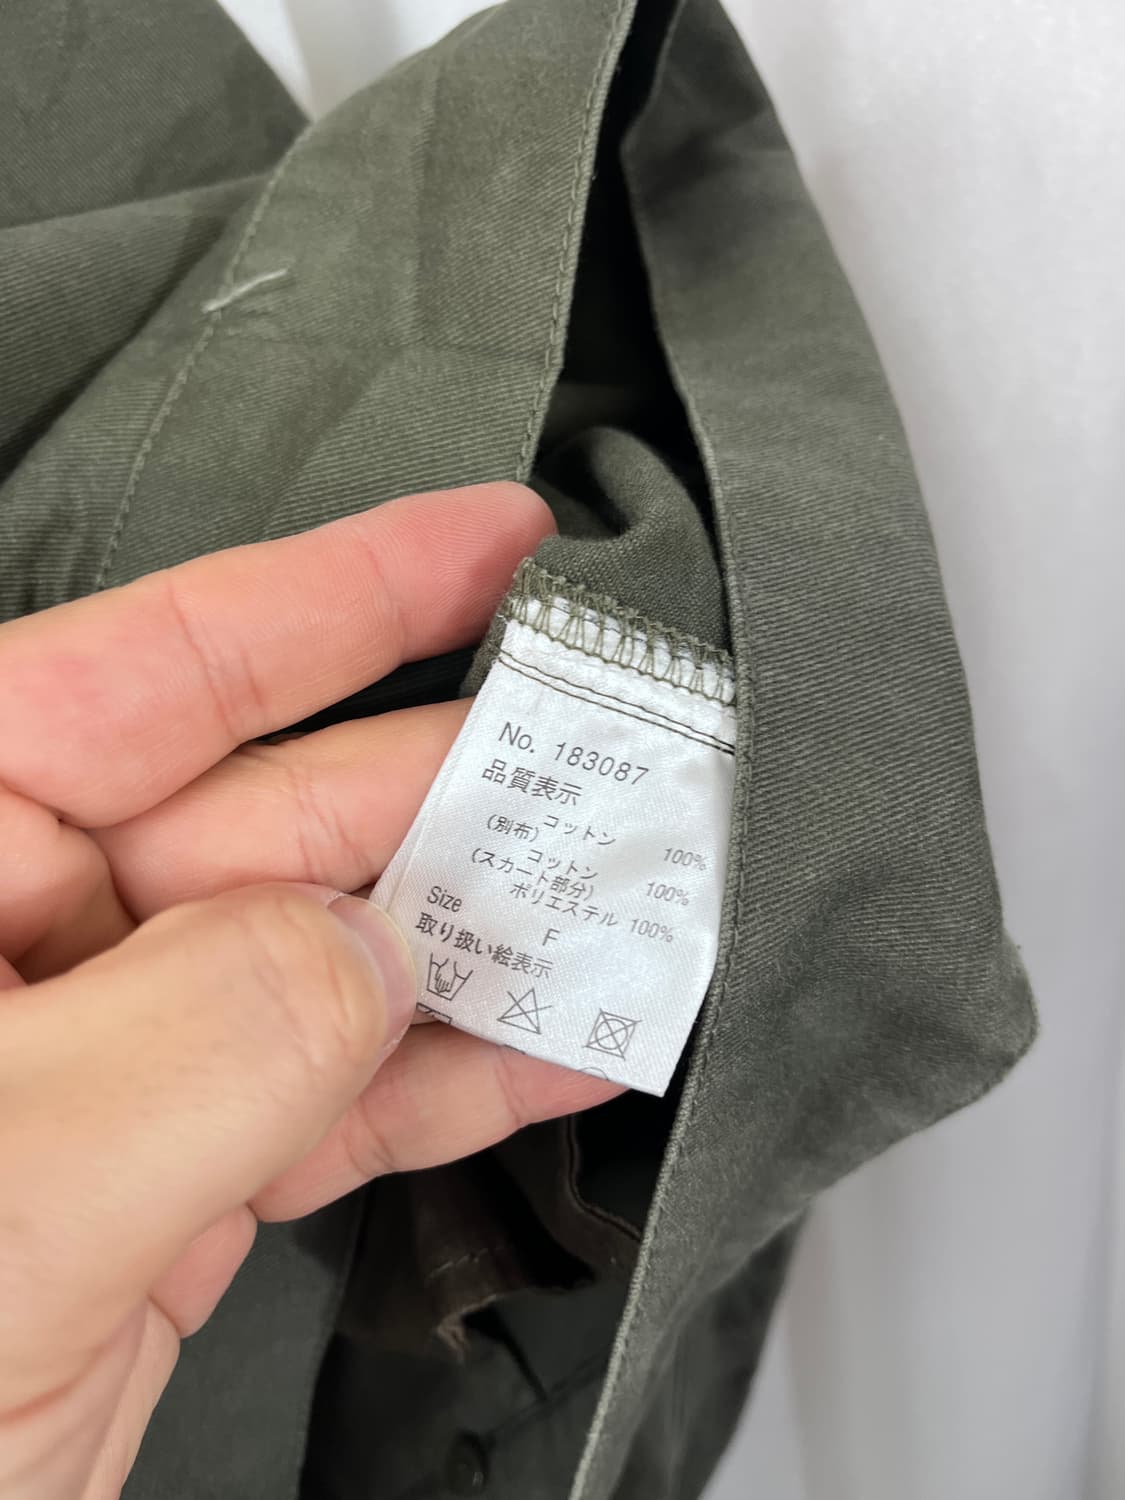 No. 183087
品質表示
コットン 100%
(別布)
コットン 100%
(スカート部分)
ポリエステル 100%
Size
F
取り扱い絵表示